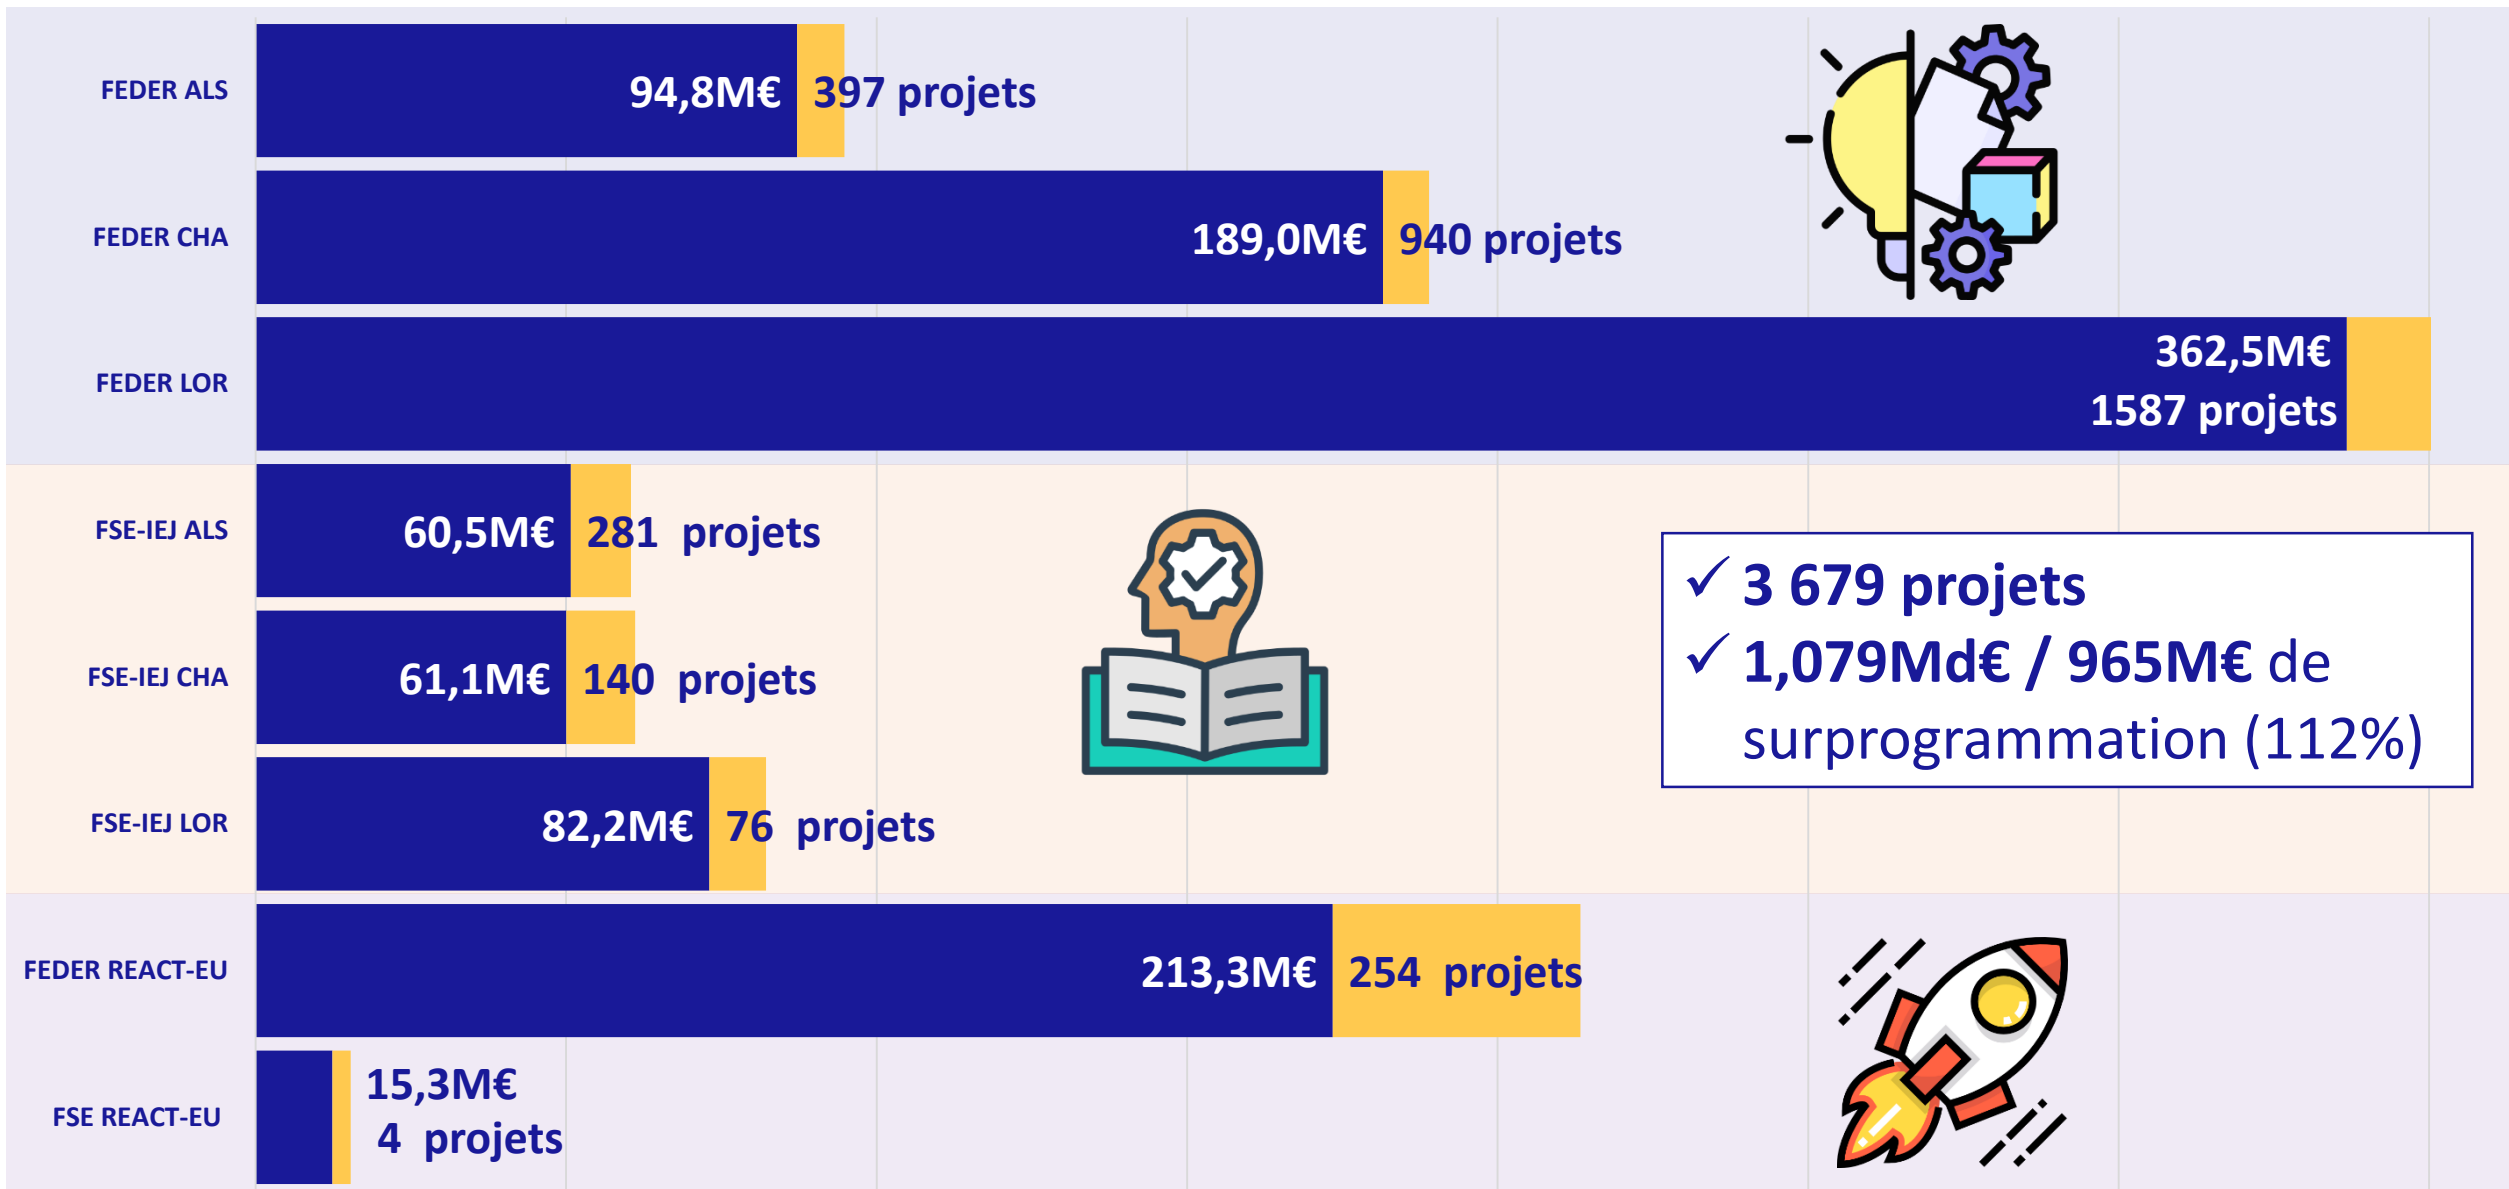 FEDER ALS
94,8M€
397 projets
FEDER CHA
189,0M€
940 projets
FEDER LOR
362,5M€
1587 projets
FSE-IEJ ALS
60,5M€
281 projets
FSE-IEJ CHA
61,1M€
140 projets
FSE-IEJ LOR
82,2M€
76 projets
✓ 3 679 projets
✓ 1,079Md€ / 965M€ de
surprogrammation (112%)
FEDER REACT-EU
213,3M€
254 projets
FSE REACT-EU
15,3M€
4 projets